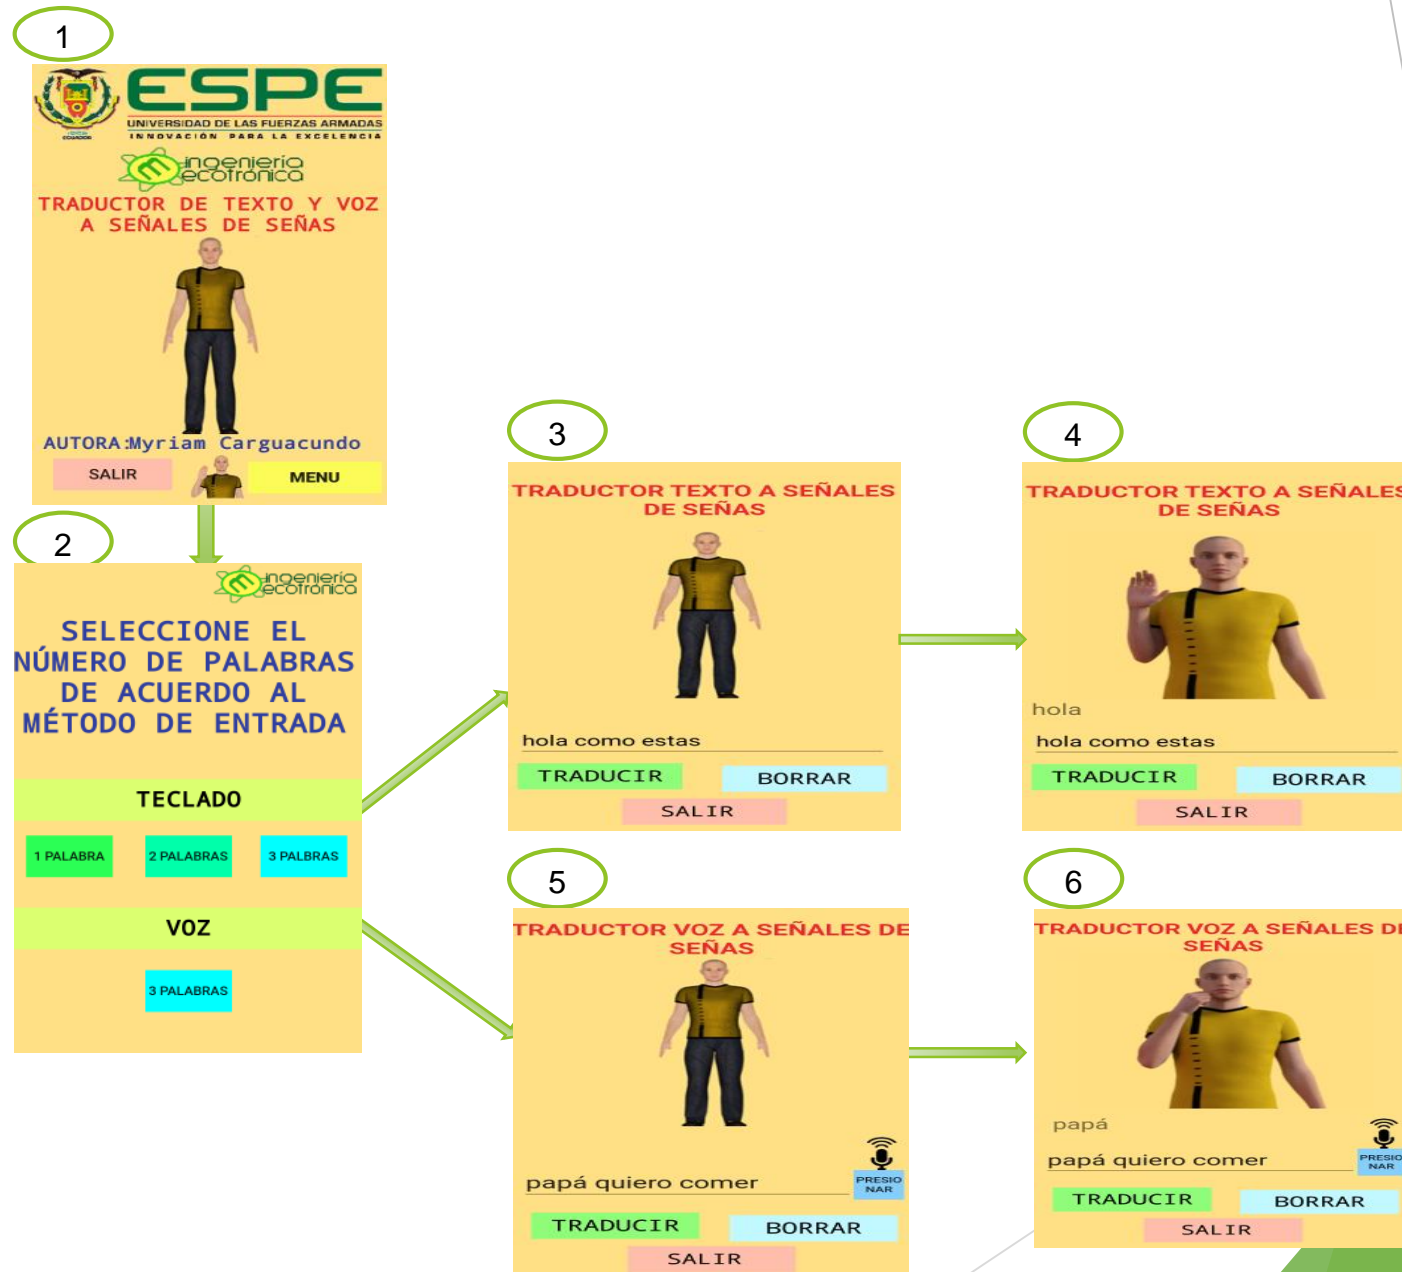 1
ESPE
UNIVERSIDAD DE LAS FUERZAS ARMADAS
INNOVACIÓN PARA LA EXCELENCIA
ECUADOR
ingeniería
ecotrónica
TRADUCTOR DE TEXTO Y VOZ
A SEÑALES DE SEÑAS
AUTORA:Myriam Carguacundo
SALIR
MENU
2
ingeniería
ecotrónica
SELECCIONE EL
NÚMERO DE PALABRAS
DE ACUERDO AL
MÉTODO DE ENTRADA
TECLADO
1 PALABRA
2 PALABRAS
3 PALBRAS
VOZ
3 PALABRAS
3
TRADUCTOR TEXTO A SEÑALES
DE SEÑAS
hola como estas
TRADUCIR
BORRAR
SALIR
4
TRADUCTOR TEXTO A SEÑALES
DE SEÑAS
hola
hola como estas
TRADUCIR
BORRAR
SALIR
5
TRADUCTOR VOZ A SEÑALES DE
SEÑAS
papá quiero comer
PRESIO
NAR
TRADUCIR
BORRAR
SALIR
6
TRADUCTOR VOZ A SEÑALES DE
SEÑAS
papá
papá quiero comer
PRESIO
NAR
TRADUCIR
BORRAR
SALIR